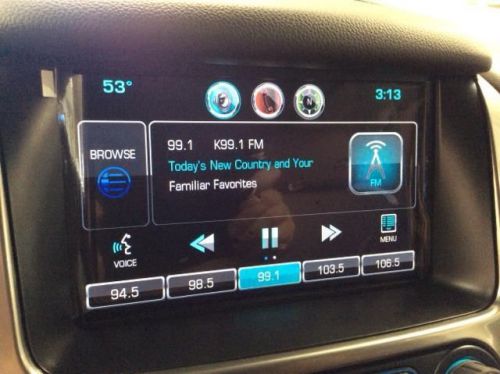 53° 3:13
BROWSE
99.1 K99.1 FM
Today's New Country and Your
Familiar Favorites
FM
VOICE
MENU
94.5 98.5 99.1 103.5 106.5